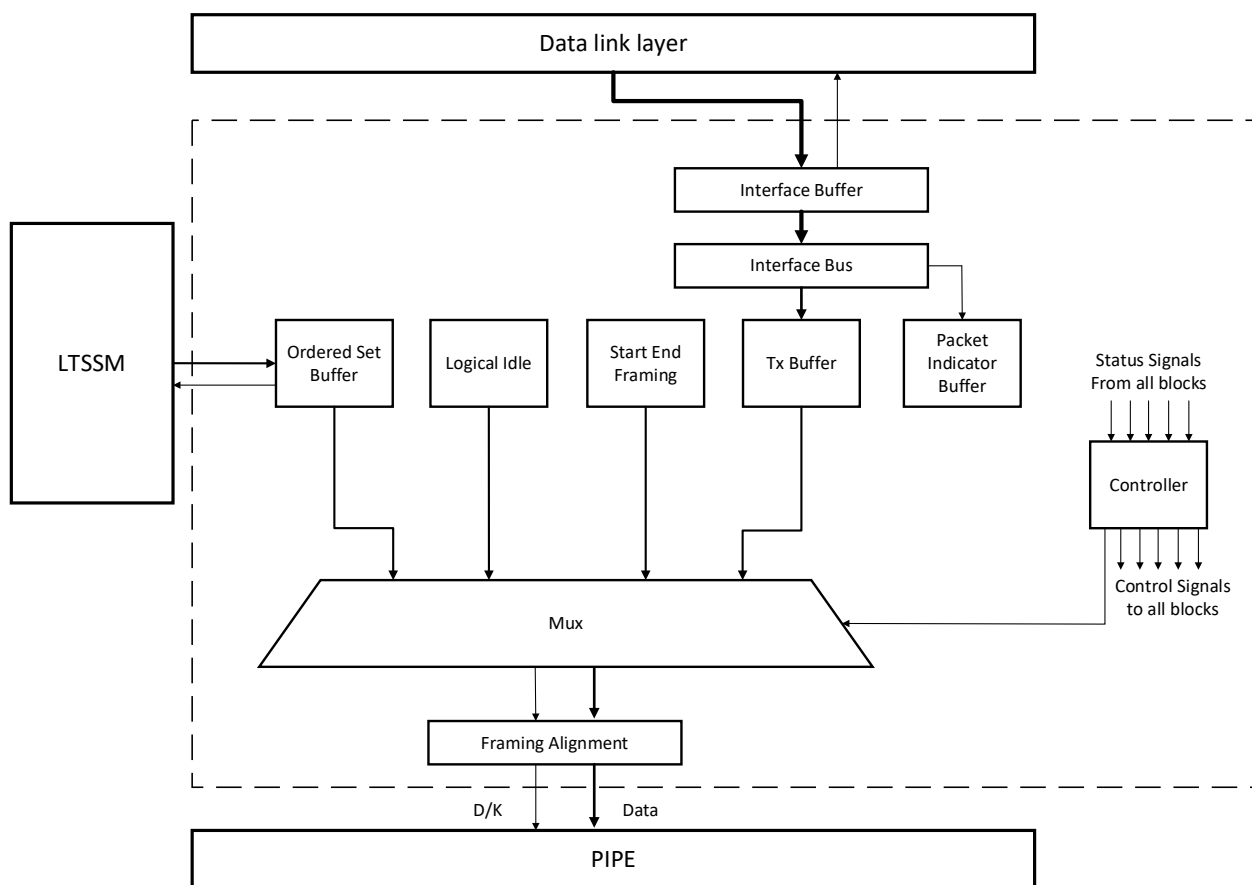 Data link layer
Interface Buffer
Interface Bus
LTSSM
Ordered Set
Buffer
Logical Idle
Start End
Framing
Tx Buffer
Packet
Indicator
Buffer
Status Signals
From all blocks
Controller
Control Signals
to all blocks
Mux
Framing Alignment
D/K
Data
PIPE